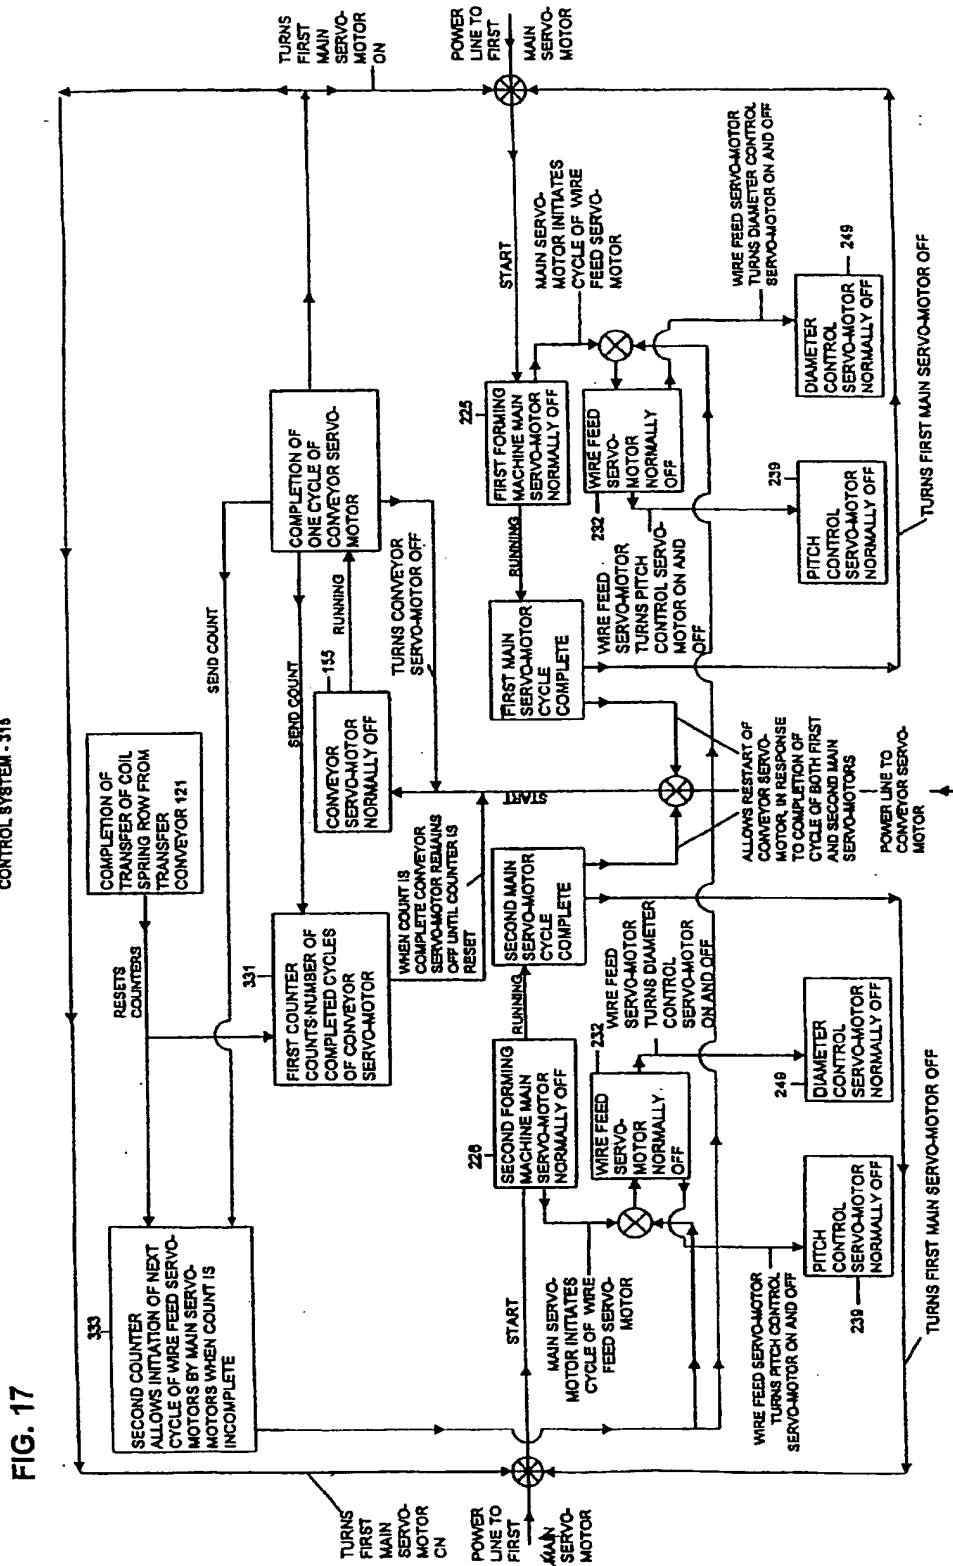 FIG. 17
CONTROL SYSTEM - 315
333
SECOND COUNTER
ALLOWS INITIATION OF NEXT
CYCLE OF WIRE FEED SERVO-
MOTORS BY MAIN SERVO-
MOTORS WHEN COUNT IS
INCOMPLETE
RESETS
COUNTERS
COMPLETION OF
TRANSFER OF COIL
SPRING ROW FROM
TRANSFER
CONVEYOR 121
SEND COUNT
331
FIRST COUNTER
COUNTS NUMBER OF
COMPLETED CYCLES
OF CONVEYOR
SERVO-MOTOR
WHEN COUNT IS
COMPLETE CONVEYOR
SERVO-MOTOR REMAINS
OFF UNTIL COUNTER IS
RESET
SEND COUNT
155
CONVEYOR
SERVO-MOTOR
NORMALLY OFF
RUNNING
TURNS CONVEYOR
SERVO-MOTOR OFF
COMPLETION OF
ONE CYCLE OF
CONVEYOR SERVO-
MOTOR
TURNS
FIRST
MAIN
SERVO-
MOTOR
ON
TURNS
FIRST
MAIN
SERVO-
MOTOR
CN
POWER
LINE TO
FIRST
MAIN
SERVO-
MOTOR
START
226
SECOND FORMING
MACHINE MAIN
SERVO-MOTOR
NORMALLY OFF
RUNNING
SECOND MAIN
SERVO-MOTOR
CYCLE
COMPLETE
START
FIRST MAIN
SERVO-MOTOR
CYCLE
COMPLETE
RUNNING
225
FIRST FORMING
MACHINE MAIN
SERVO-MOTOR
NORMALLY OFF
START
POWER
LINE TO
FIRST
MAIN
SERVO
MOTOR
MAIN SERVO-
MOTOR INITIATES
CYCLE OF WIRE
FEED SERVO-
MOTOR
232
WIRE FEED
SERVO-
MOTOR
NORMALLY
OFF
WIRE FEED
SERVO-MOTOR
TURNS DIAMETER
CONTROL
SERVO-MOTOR
ON AND OFF
ALLOWS RESTART OF
CONVEYOR SERVO-
MOTOR, IN RESPONSE
TO COMPLETION OF
CYCLE OF BOTH FIRST
AND SECOND MAIN
SERVO-MOTORS
POWER LINE TO
CONVEYOR SERVO-
MOTOR
WIRE FEED
SERVO-MOTOR
TURNS PITCH
CONTROL SERVO-
MOTOR ON AND
OFF
232
WIRE FEED
SERVO-
MOTOR
NORMALLY
OFF
MAIN SERVO-
MOTOR INITIATES
CYCLE OF WIRE
FEED SERVO-
MOTOR
WIRE FEED SERVO-MOTOR
TURNS DIAMETER CONTROL
SERVO-MOTOR ON AND OFF
WIRE FEED SERVO-MOTOR
TURNS PITCH CONTROL
SERVO-MOTOR ON AND OFF
239
PITCH
CONTROL
SERVO-MOTOR
NORMALLY OFF
249
DIAMETER
CONTROL
SERVO-MOTOR
NORMALLY OFF
239
PITCH
CONTROL
SERVO-MOTOR
NORMALLY OFF
249
DIAMETER
CONTROL
SERVO-MOTOR
NORMALLY OFF
TURNS FIRST MAIN SERVO-MOTOR OFF
TURNS FIRST MAIN SERVO-MOTOR OFF